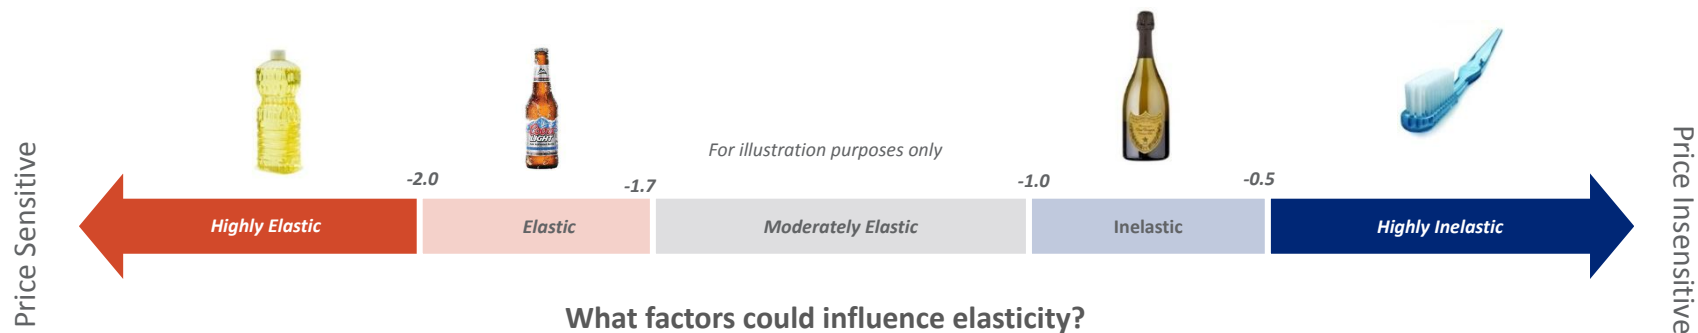 Price Sensitive
Price Insensitive
LIGHT
For illustration purposes only
-2.0
-1.7
-1.0
-0.5
Highly Elastic
Elastic
Moderately Elastic
Inelastic
Highly Inelastic
What factors could influence elasticity?